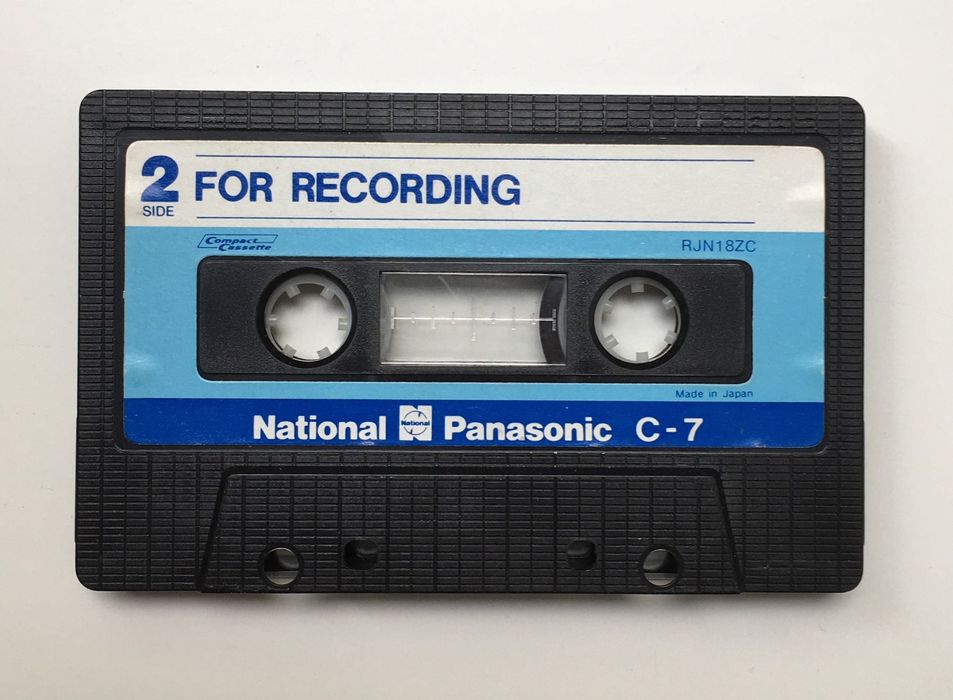 2 FOR RECORDING
SIDE
Compact Cassette
RJN18ZC
Made in Japan
National National Panasonic C-7